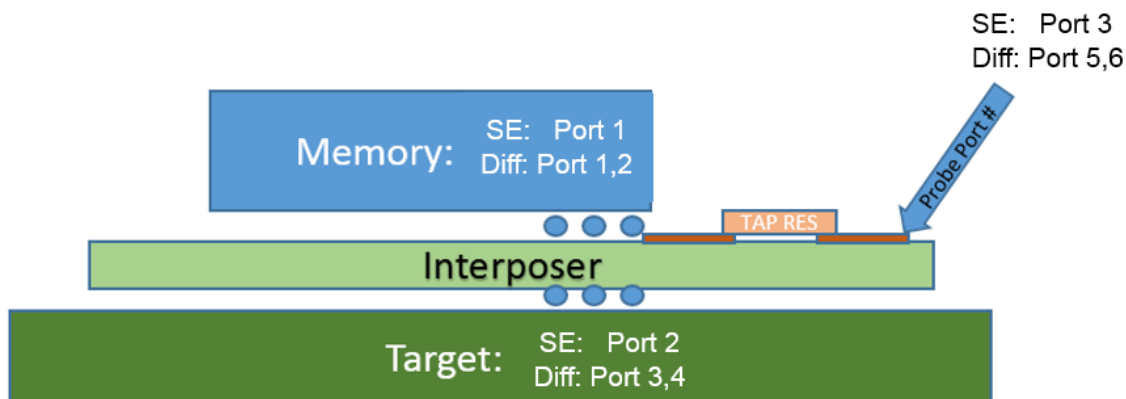 SE: Port 3
Diff: Port 5,6
Probe Port #
Memory: SE: Port 1
Diff: Port 1,2
TAP RES
Interposer
Target: SE: Port 2
Diff: Port 3,4